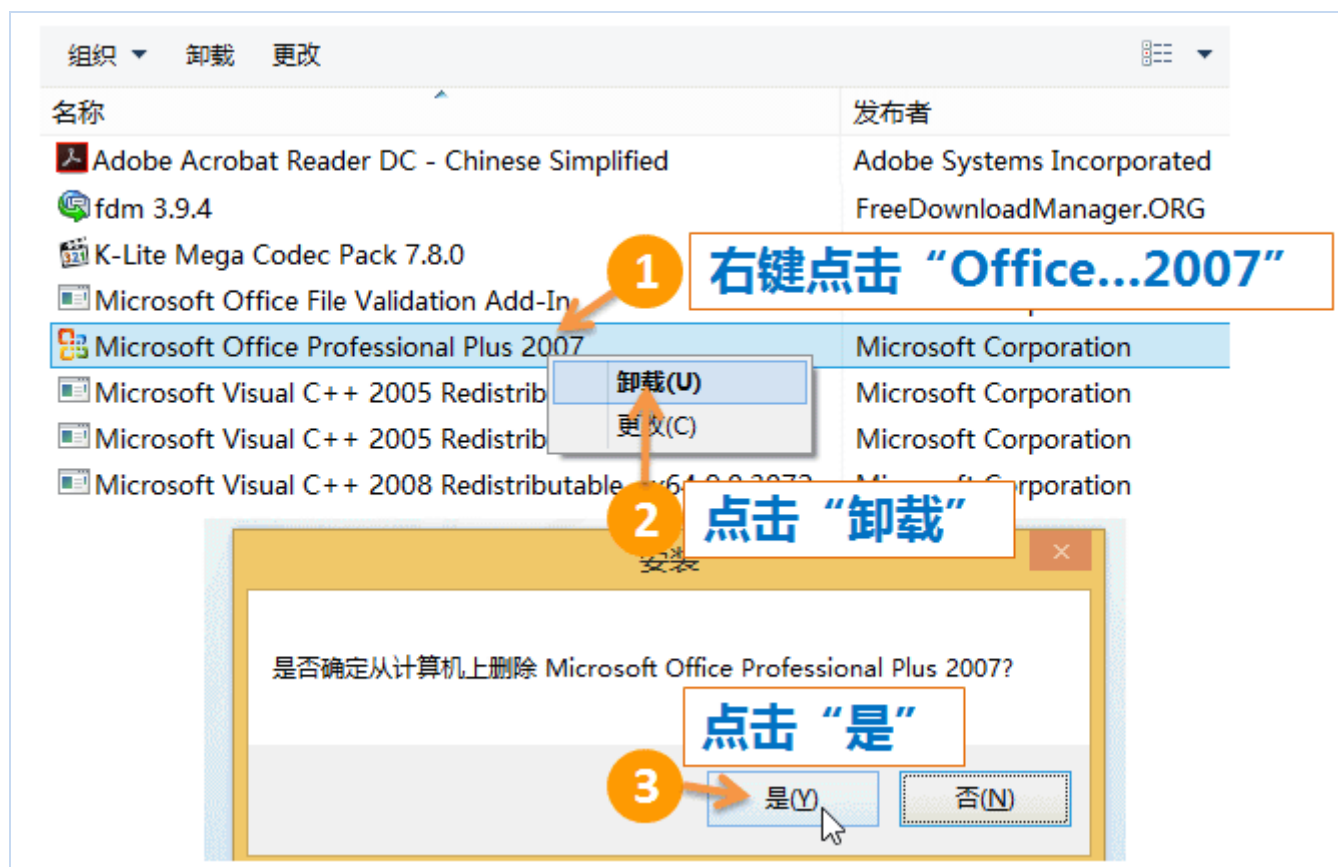 组织 卸载 更改
名称 发布者
Adobe Acrobat Reader DC - Chinese Simplified Adobe Systems Incorporated
fdm 3.9.4 FreeDownloadManager.ORG
K-Lite Mega Codec Pack 7.8.0
1 右键点击“Office...2007”
Microsoft Office File Validation Add-In
Microsoft Office Professional Plus 2007 Microsoft Corporation
卸载(U)
Microsoft Visual C++ 2005 Redistrib Microsoft Corporation
更改(C)
Microsoft Visual C++ 2005 Redistrib Microsoft Corporation
Microsoft Visual C++ 2008 Redistributable
2 点击“卸载”
安装
是否确定从计算机上删除 Microsoft Office Professional Plus 2007?
点击“是”
3 是(Y) 否(N)